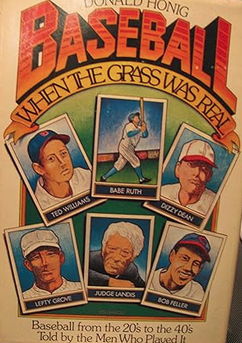 DONALD HONIG
BASEBALL
WHEN THE GRASS WAS REAL
TED WILLIAMS
BABE RUTH
DIZZY DEAN
LEFTY GROVE
JUDGE LANDIS
BOB FELLER
Baseball from the 20's to the 40's
Told by the Men Who Played It